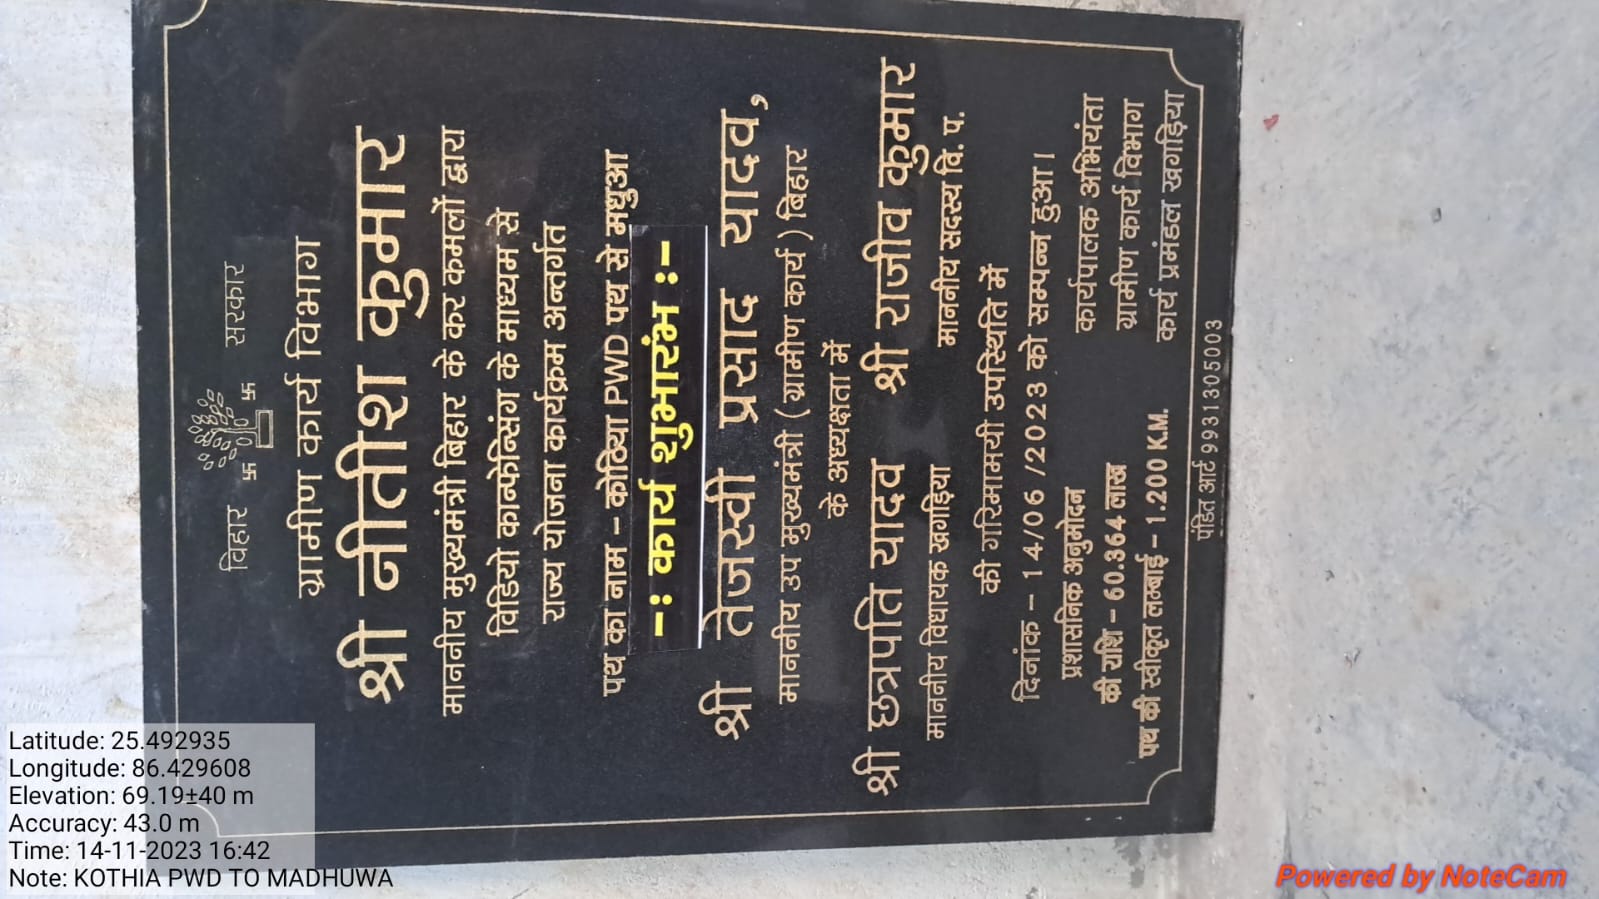 बिहार सरकार
ग्रामीण कार्य विभाग
श्री नीतीश कुमार
माननीय मुख्यमंत्री बिहार के कर कमलों द्वारा
विडियो कान्फ्रेन्सिंग के माध्यम से
राज्य योजना कार्यक्रम अन्तर्गत
पथ का नाम – कोठिया PWD पथ से मधुआ
-: कार्य शुभारंभ :-
श्री तेजस्वी प्रसाद यादव,
माननीय उप मुख्यमंत्री ( ग्रामीण कार्य ) बिहार
के अध्यक्षता में
श्री छत्रपति यादव श्री राजीव कुमार
माननीय विधायक खगड़िया माननीय सदस्य वि. प.
की गरिमामयी उपस्थिति में
दिनांक – 14/06 /2023 को सम्पन्न हुआ।
प्रशासनिक अनुमोदन
की राशि – 60.364 लाख
पथ की स्वीकृत लम्बाई – 1.200 K.M.
कार्यपालक अभियंता
ग्रामीण कार्य विभाग
कार्य प्रमंडल खगड़िया
पंडित आर्ट 9931305003
Latitude: 25.492935
Longitude: 86.429608
Elevation: 69.19±40 m
Accuracy: 43.0 m
Time: 14-11-2023 16:42
Note: KOTHIA PWD TO MADHUWA
Powered by NoteCam